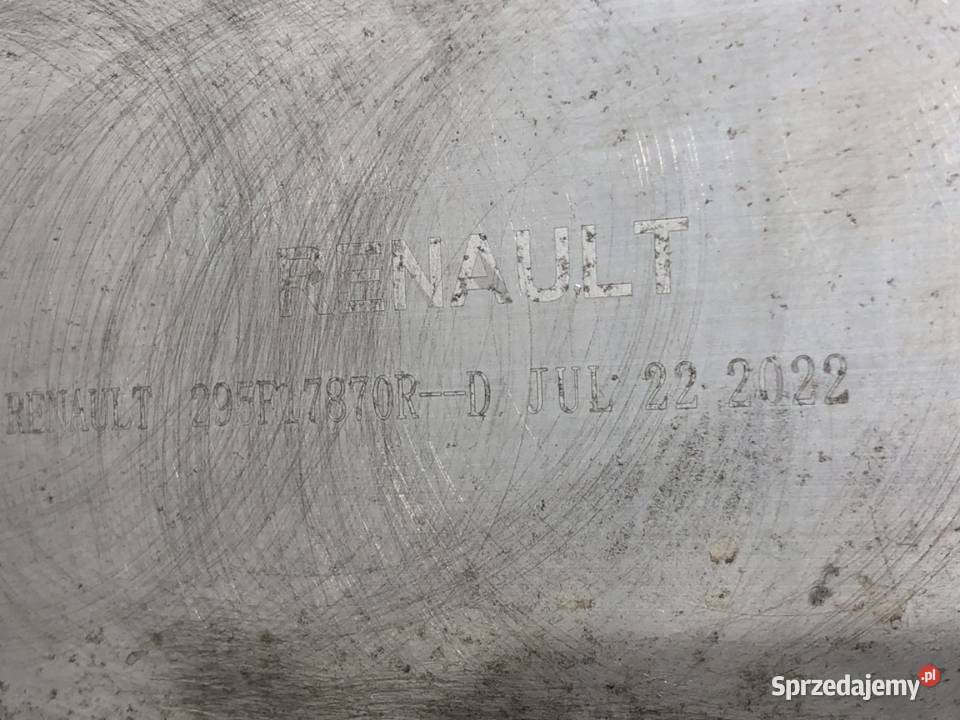 RENAULT
RENAULT 295F17870R--D JUL 22 2022
Sprzedajemy.pl